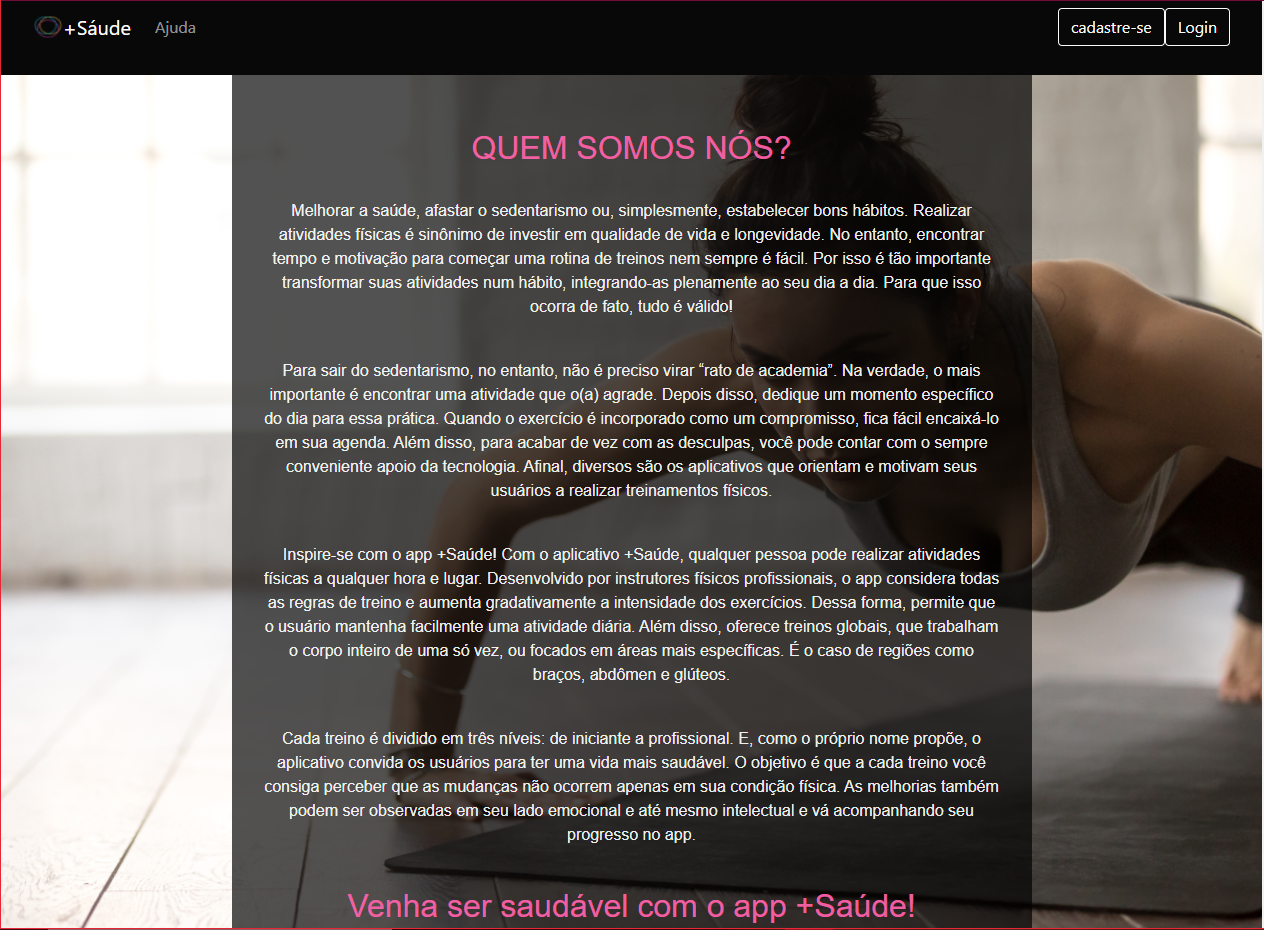 +Sáude Ajuda cadastre-se Login
QUEM SOMOS NÓS?
Melhorar a saúde, afastar o sedentarismo ou, simplesmente, estabelecer bons hábitos. Realizar
atividades físicas é sinônimo de investir em qualidade de vida e longevidade. No entanto, encontrar
tempo e motivação para começar uma rotina de treinos nem sempre é fácil. Por isso é tão importante
transformar suas atividades num hábito, integrando-as plenamente ao seu dia a dia. Para que isso
ocorra de fato, tudo é válido!
Para sair do sedentarismo, no entanto, não é preciso virar “rato de academia”. Na verdade, o mais
importante é encontrar uma atividade que o(a) agrade. Depois disso, dedique um momento específico
do dia para essa prática. Quando o exercício é incorporado como um compromisso, fica fácil encaixá-lo
em sua agenda. Além disso, para acabar de vez com as desculpas, você pode contar com o sempre
conveniente apoio da tecnologia. Afinal, diversos são os aplicativos que orientam e motivam seus
usuários a realizar treinamentos físicos.
Inspire-se com o app +Saúde! Com o aplicativo +Saúde, qualquer pessoa pode realizar atividades
físicas a qualquer hora e lugar. Desenvolvido por instrutores físicos profissionais, o app considera todas
as regras de treino e aumenta gradativamente a intensidade dos exercícios. Dessa forma, permite que
o usuário mantenha facilmente uma atividade diária. Além disso, oferece treinos globais, que trabalham
o corpo inteiro de uma só vez, ou focados em áreas mais específicas. É o caso de regiões como
braços, abdômen e glúteos.
Cada treino é dividido em três níveis: de iniciante a profissional. E, como o próprio nome propõe, o
aplicativo convida os usuários para ter uma vida mais saudável. O objetivo é que a cada treino você
consiga perceber que as mudanças não ocorrem apenas em sua condição física. As melhorias também
podem ser observadas em seu lado emocional e até mesmo intelectual e vá acompanhando seu
progresso no app.
Venha ser saudável com o app +Saúde!